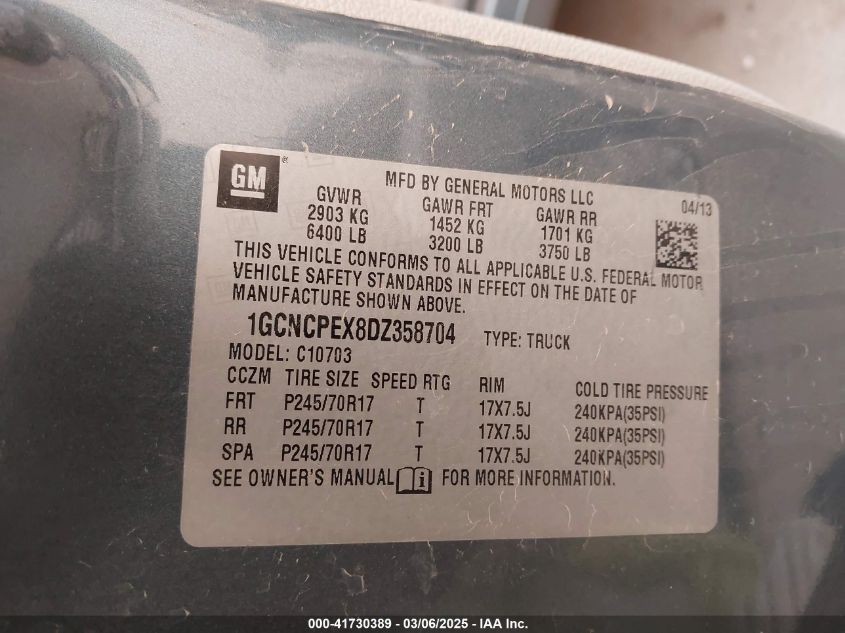 GM ®
MFD BY GENERAL MOTORS LLC
04/13
GVWR GAWR FRT GAWR RR
2903 KG 1452 KG 1701 KG
6400 LB 3200 LB 3750 LB
THIS VEHICLE CONFORMS TO ALL APPLICABLE U.S. FEDERAL MOTOR
VEHICLE SAFETY STANDARDS IN EFFECT ON THE DATE OF
MANUFACTURE SHOWN ABOVE.
1GCNCPEX8DZ358704 TYPE: TRUCK
MODEL: C10703
CCZM TIRE SIZE SPEED RTG RIM COLD TIRE PRESSURE
FRT P245/70R17 T 17X7.5J 240KPA(35PSI)
RR P245/70R17 T 17X7.5J 240KPA(35PSI)
SPA P245/70R17 T 17X7.5J 240KPA(35PSI)
SEE OWNER'S MANUAL i FOR MORE INFORMATION.
000-41730389 - 03/06/2025 - IAA Inc.